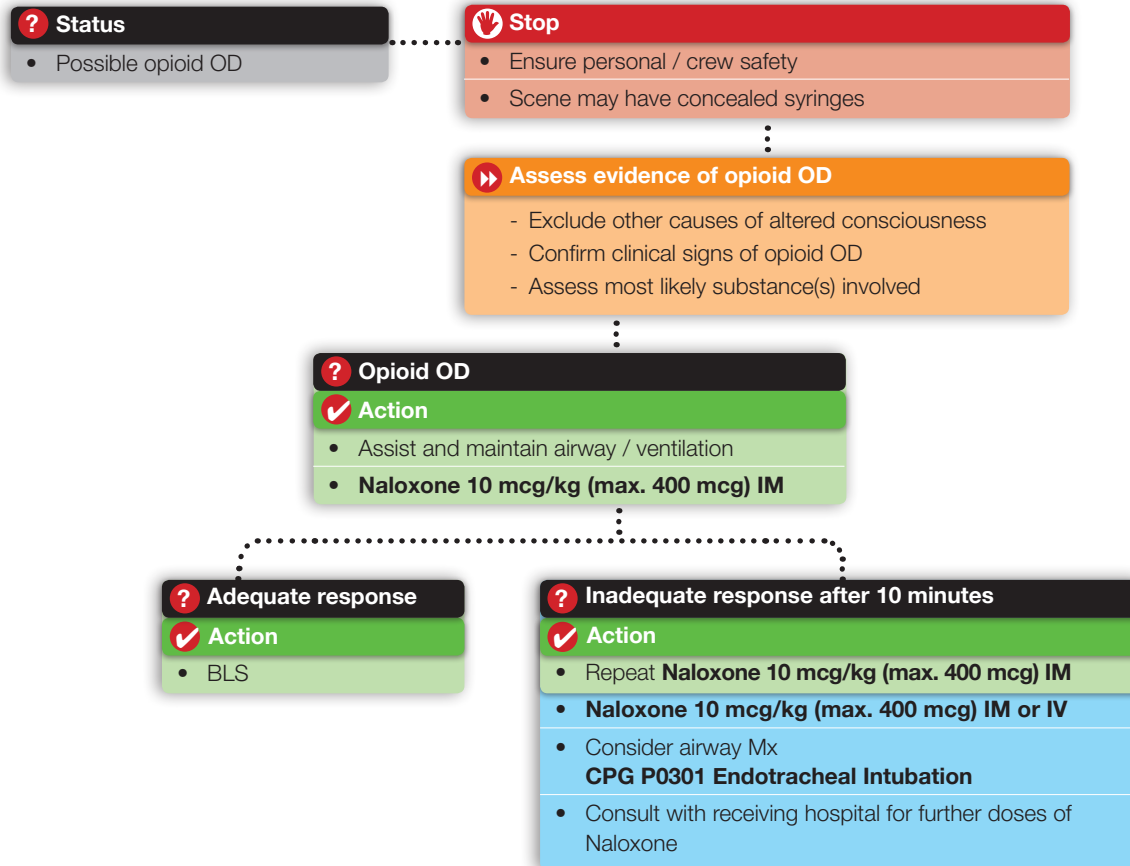 ? Status
• Possible opioid OD
Stop
• Ensure personal / crew safety
• Scene may have concealed syringes
Assess evidence of opioid OD
- Exclude other causes of altered consciousness
- Confirm clinical signs of opioid OD
- Assess most likely substance(s) involved
? Opioid OD
✔ Action
• Assist and maintain airway / ventilation
• Naloxone 10 mcg/kg (max. 400 mcg) IM
? Adequate response
✔ Action
• BLS
? Inadequate response after 10 minutes
✔ Action
• Repeat Naloxone 10 mcg/kg (max. 400 mcg) IM
• Naloxone 10 mcg/kg (max. 400 mcg) IM or IV
• Consider airway Mx
CPG P0301 Endotracheal Intubation
• Consult with receiving hospital for further doses of
Naloxone